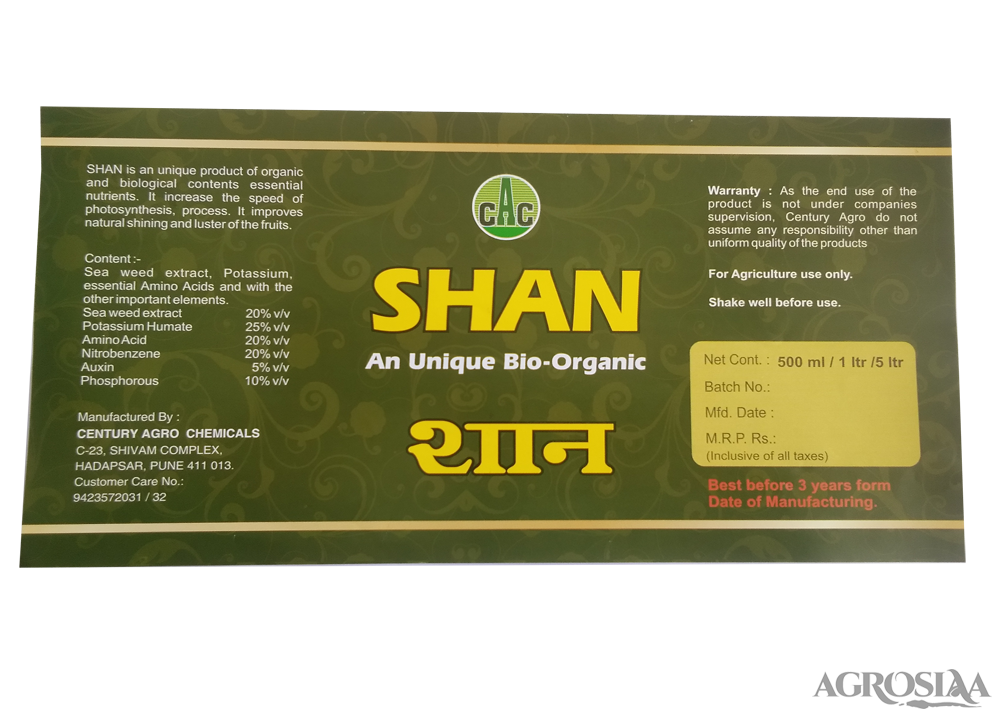 SHAN is an unique product of organic
and biological contents essential
nutrients. It increase the speed of
photosynthesis, process. It improves
natural shining and luster of the fruits.
Content :-
Sea weed extract, Potassium,
essential Amino Acids and with the
other important elements.
Sea weed extract 20% v/v
Potassium Humate 25% v/v
Amino Acid 20% v/v
Nitrobenzene 20% v/v
Auxin 5% v/v
Phosphorous 10% v/v
Manufactured By :
CENTURY AGRO CHEMICALS
C-23, SHIVAM COMPLEX,
HADAPSAR, PUNE 411 013.
Customer Care No.:
9423572031 / 32
CAC
SHAN
An Unique Bio-Organic
शान
Warranty : As the end use of the
product is not under companies
supervision, Century Agro do not
assume any responsibility other than
uniform quality of the products
For Agriculture use only.
Shake well before use.
Net Cont. : 500 ml / 1 ltr /5 ltr
Batch No.:
Mfd. Date :
M.R.P. Rs.:
(Inclusive of all taxes)
Best before 3 years form
Date of Manufacturing.
AGROSIAA